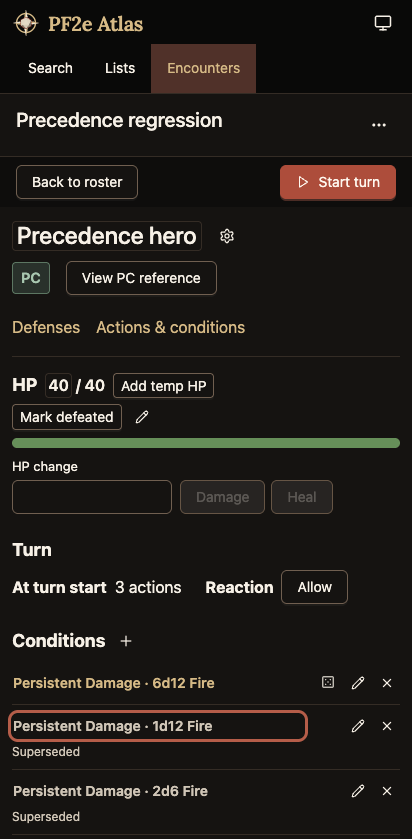 PF2e Atlas
Search Lists Encounters
Precedence regression ...
Back to roster Start turn
Precedence hero
PC View PC reference
Defenses Actions & conditions
HP 40 / 40 Add temp HP
Mark defeated
HP change
Damage Heal
Turn
At turn start 3 actions Reaction Allow
Conditions +
Persistent Damage · 6d12 Fire
Persistent Damage · 1d12 Fire
Superseded
Persistent Damage · 2d6 Fire
Superseded